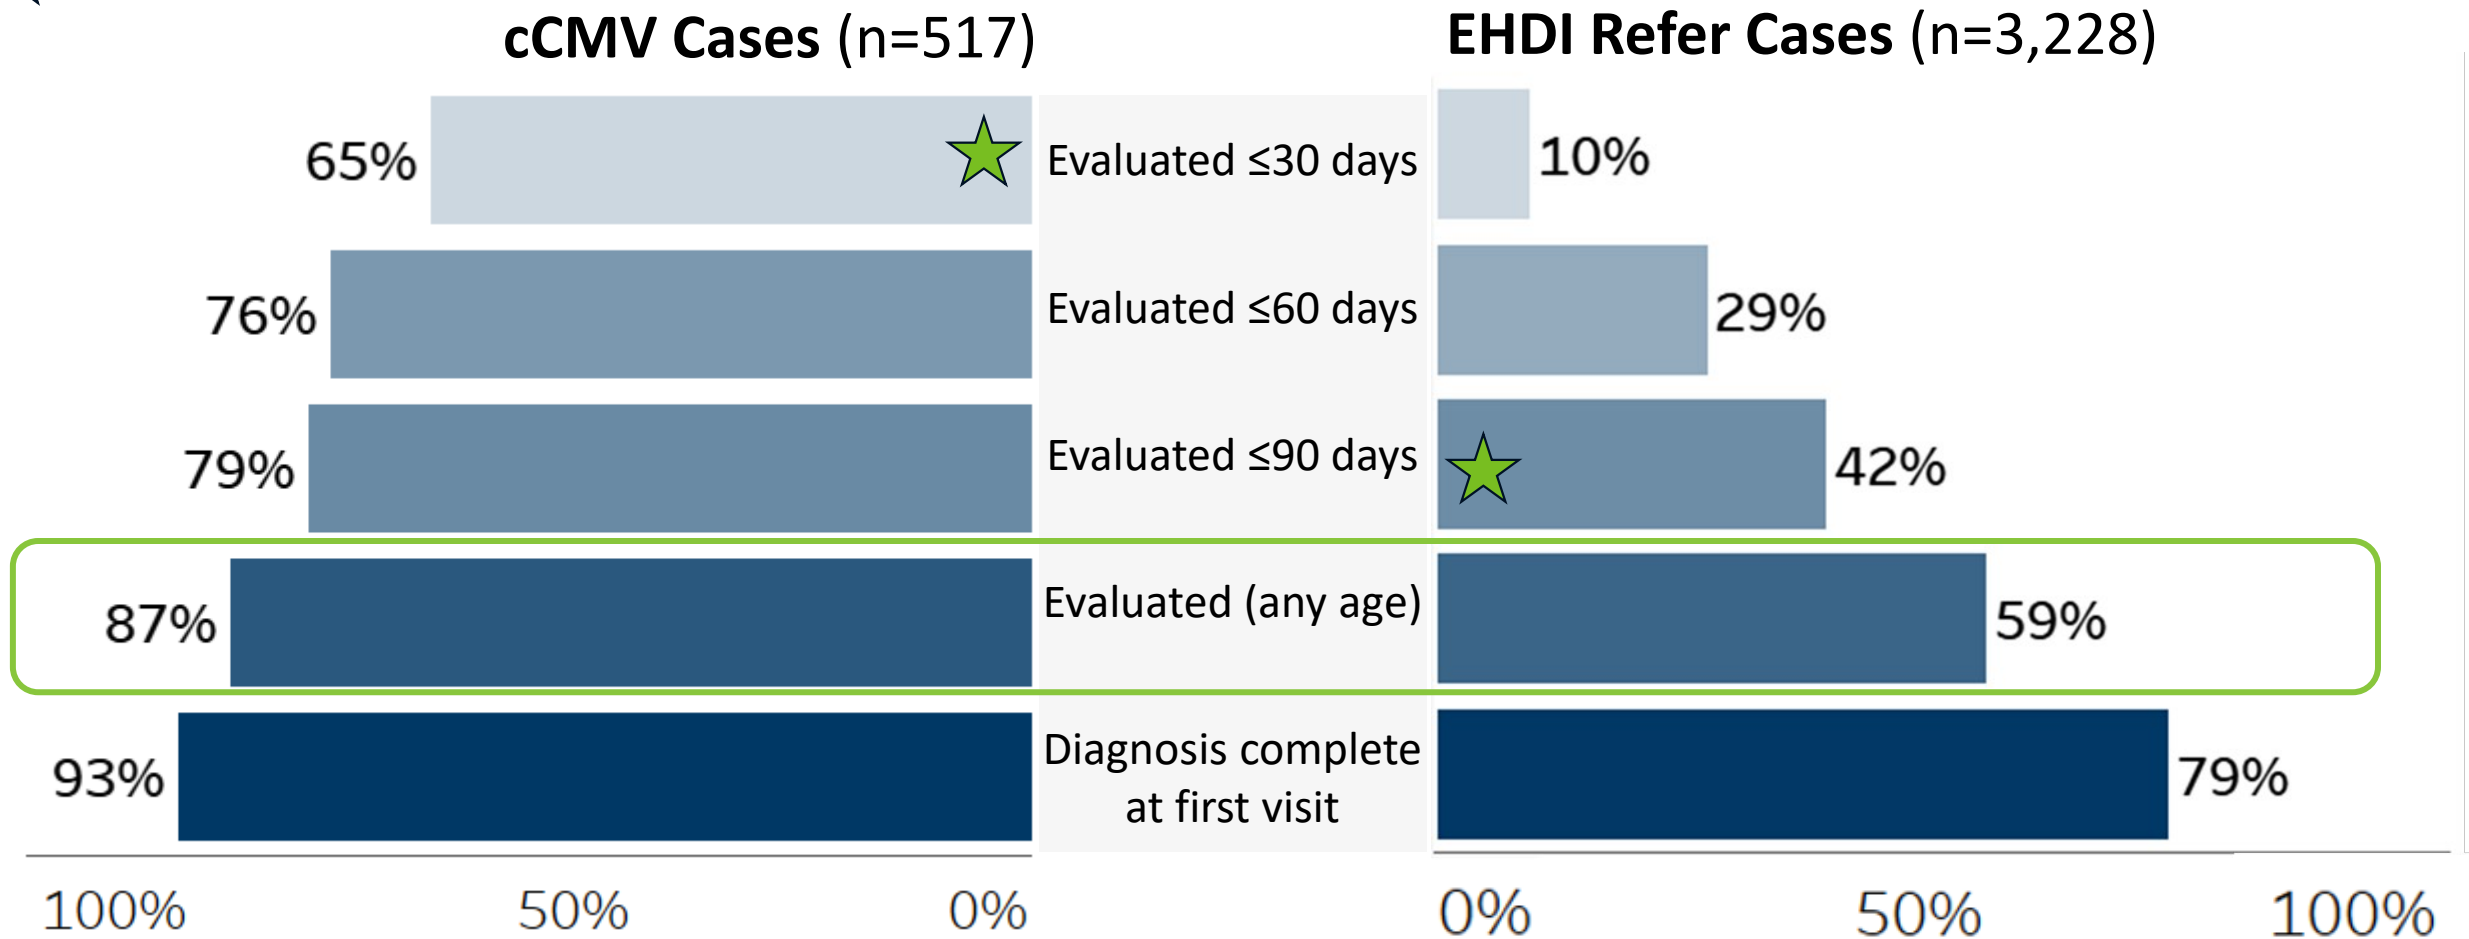 cCMV Cases (n=517)
EHDI Refer Cases (n=3,228)
65%
Evaluated ≤30 days
10%
76%
Evaluated ≤60 days
29%
79%
Evaluated ≤90 days
42%
87%
Evaluated (any age)
59%
93%
Diagnosis complete
at first visit
79%
100%
50%
0%
0%
50%
100%